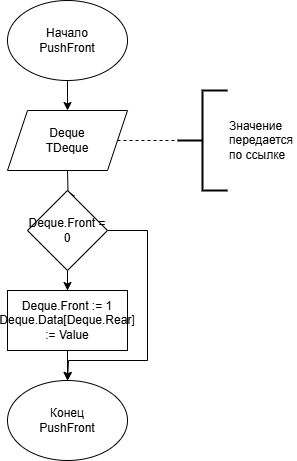 Начало
PushFront
Deque
TDeque
Значение
передается
по ссылке
Deque.Front =
0
Deque.Front := 1
Deque.Data[Deque.Rear]
:= Value
Конец
PushFront